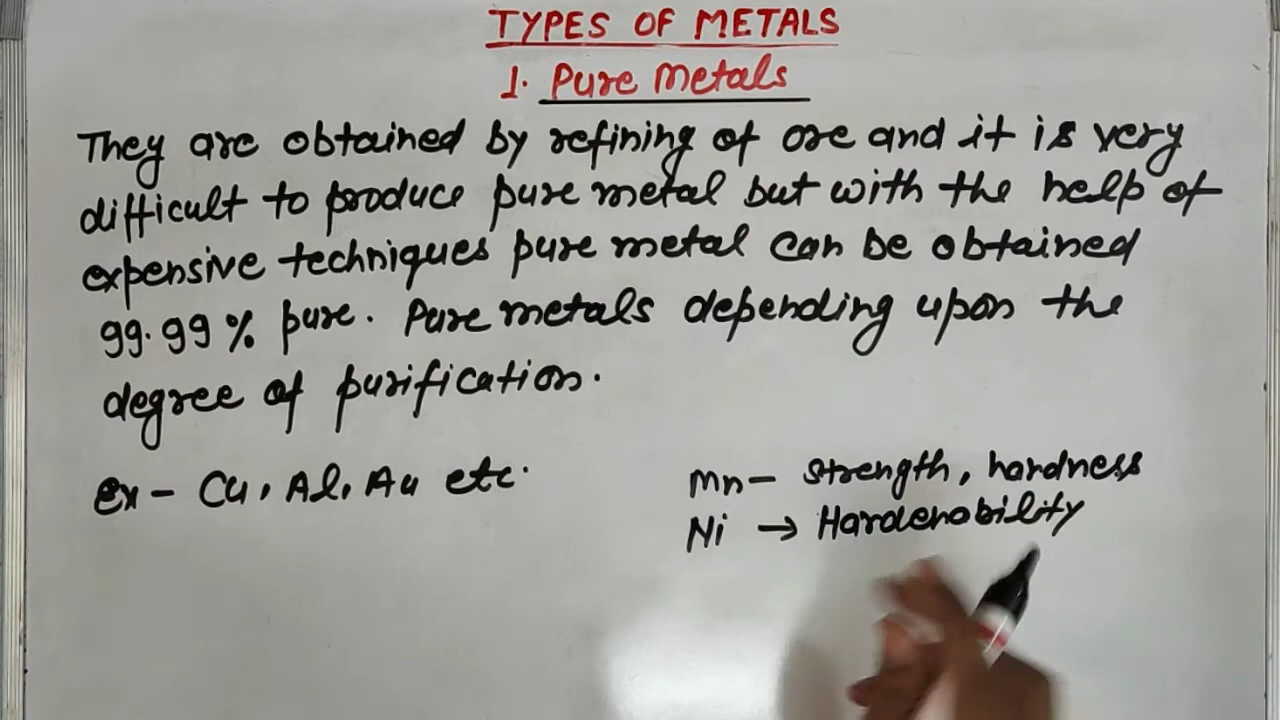 TYPES OF METALS
1. Pure Metals
They are obtained by refining of ore and it is very
difficult to produce pure metal but with the help of
expensive techniques pure metal can be obtained
99.99% pure. Pure metals depending upon the
degree of purification.
Ex- Cu, Al, Au etc.
Mn- Strength, hardness
Ni → Hardenability